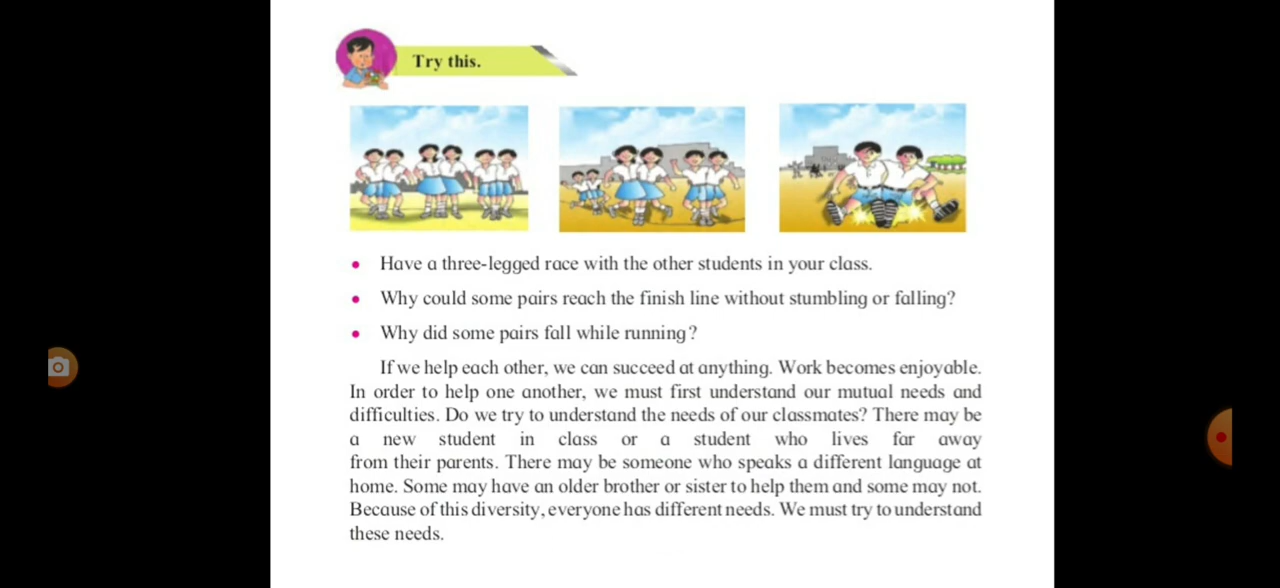 Try this.
• Have a three-legged race with the other students in your class.
• Why could some pairs reach the finish line without stumbling or falling?
• Why did some pairs fall while running?
If we help each other, we can succeed at anything. Work becomes enjoyable.
In order to help one another, we must first understand our mutual needs and
difficulties. Do we try to understand the needs of our classmates? There may be
a new student in class or a student who lives far away
from their parents. There may be someone who speaks a different language at
home. Some may have an older brother or sister to help them and some may not.
Because of this diversity, everyone has different needs. We must try to understand
these needs.